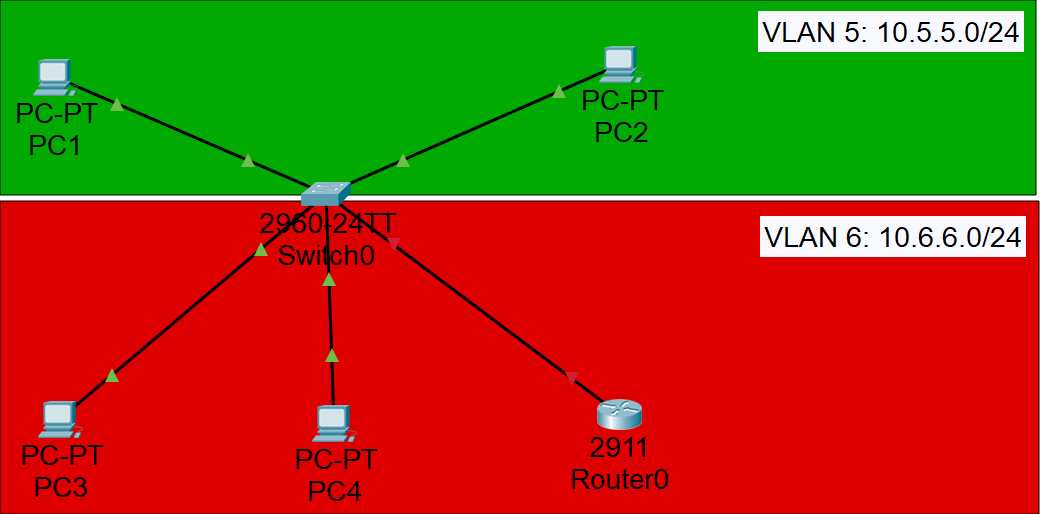 VLAN 5: 10.5.5.0/24
PC-PT
PC1
PC-PT
PC2
2960-24TT
Switch0
VLAN 6: 10.6.6.0/24
PC-PT
PC3
PC-PT
PC4
2911
Router0